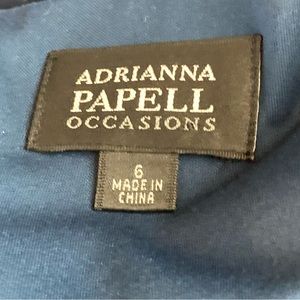 ADRIANNA
PAPELL
OCCASIONS
6
MADE IN
CHINA